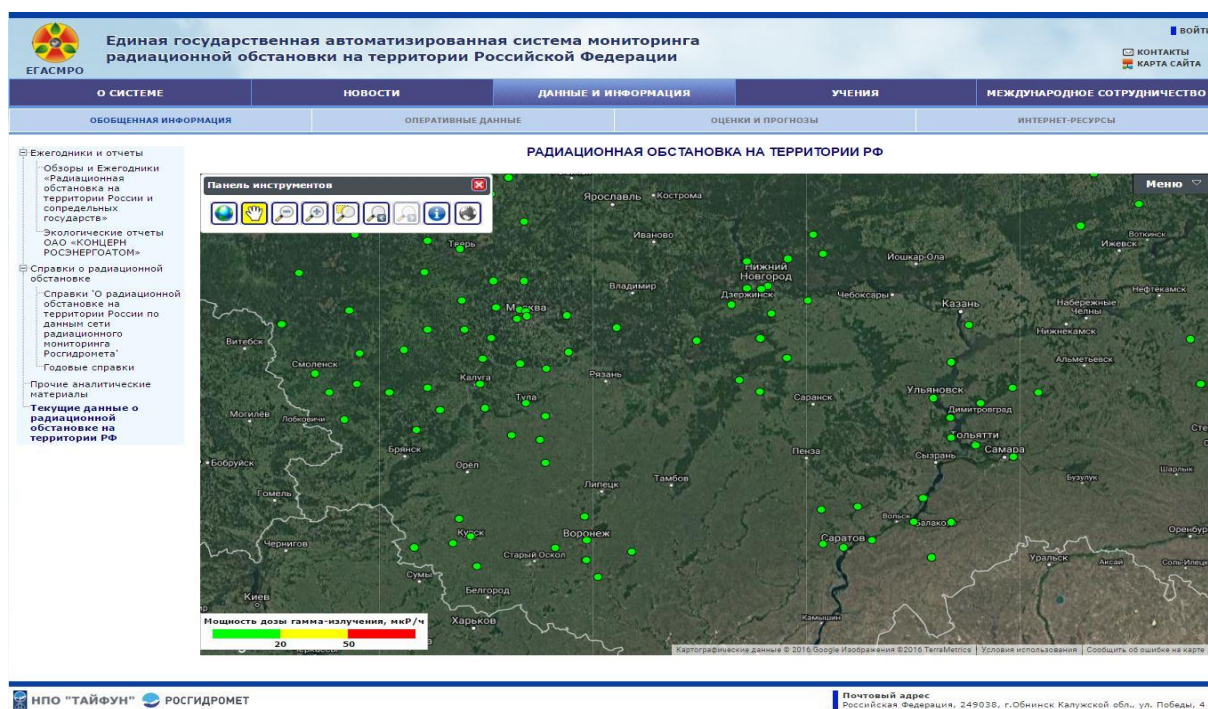 Единая государственная автоматизированная система мониторинга
радиационной обстановки на территории Российской Федерации
ЕГАСМРО
ВОЙТИ
КОНТАКТЫ
КАРТА САЙТА
О СИСТЕМЕ
НОВОСТИ
ДАННЫЕ И ИНФОРМАЦИЯ
УЧЕНИЯ
МЕЖДУНАРОДНОЕ СОТРУДНИЧЕСТВО
ОБОБЩЕННАЯ ИНФОРМАЦИЯ
ОПЕРАТИВНЫЕ ДАННЫЕ
ОЦЕНКИ И ПРОГНОЗЫ
ИНТЕРНЕТ-РЕСУРСЫ
Ежегодники и отчеты
Обзоры и Ежегодники
«Радиационная
обстановка на
территории России и
сопредельных
государств»
Экологические отчеты
ОАО «КОНЦЕРН
РОСЭНЕРГОАТОМ»
Справки о радиационной
обстановке
Справки 'О радиационной
обстановке на
территории России по
данным сети
радиационного
мониторинга
Росгидромета'
Годовые справки
Прочие аналитические
материалы
Текущие данные о
радиационной
обстановке на
территории РФ
РАДИАЦИОННАЯ ОБСТАНОВКА НА ТЕРРИТОРИИ РФ
Панель инструментов
Меню
Ярославль
Кострома
Тверь
Иваново
Воткинск
Ижевск
Йошкар-Ола
Нижний
Новгород
Владимир
Дзержинск
Чебоксары
Казань
Нефтекамск
Набережные
Челны
Москва
Нижнекамск
Витебск
Смоленск
Альметьевск
Калуга
Рязань
Ульяновск
Тула
Саранск
Димитровград
Могилёв
Лобковичи
Тольятти
Брянск
Пенза
Самара
Сызрань
Бобруйск
Орёл
Тамбов
Липецк
Бузулук
Шарлык
Гомель
Вольск
Балаково
Курск
Воронеж
Саратов
Оренбур
Чернигов
Старый Оскол
Уральск
Аксай
Соль-Илецк
Сумы
Белгород
Киев
Камышин
Харьков
Мощность дозы гамма-излучения, мкР/ч
20
50
Картографические данные © 2016 Google Изображения ©2016 TerraMetrics
Условия использования
Сообщить об ошибке на карте
НПО "ТАЙФУН"
РОСГИДРОМЕТ
Почтовый адрес
Российская Федерация, 249038, г.Обнинск Калужской обл., ул. Победы, 4